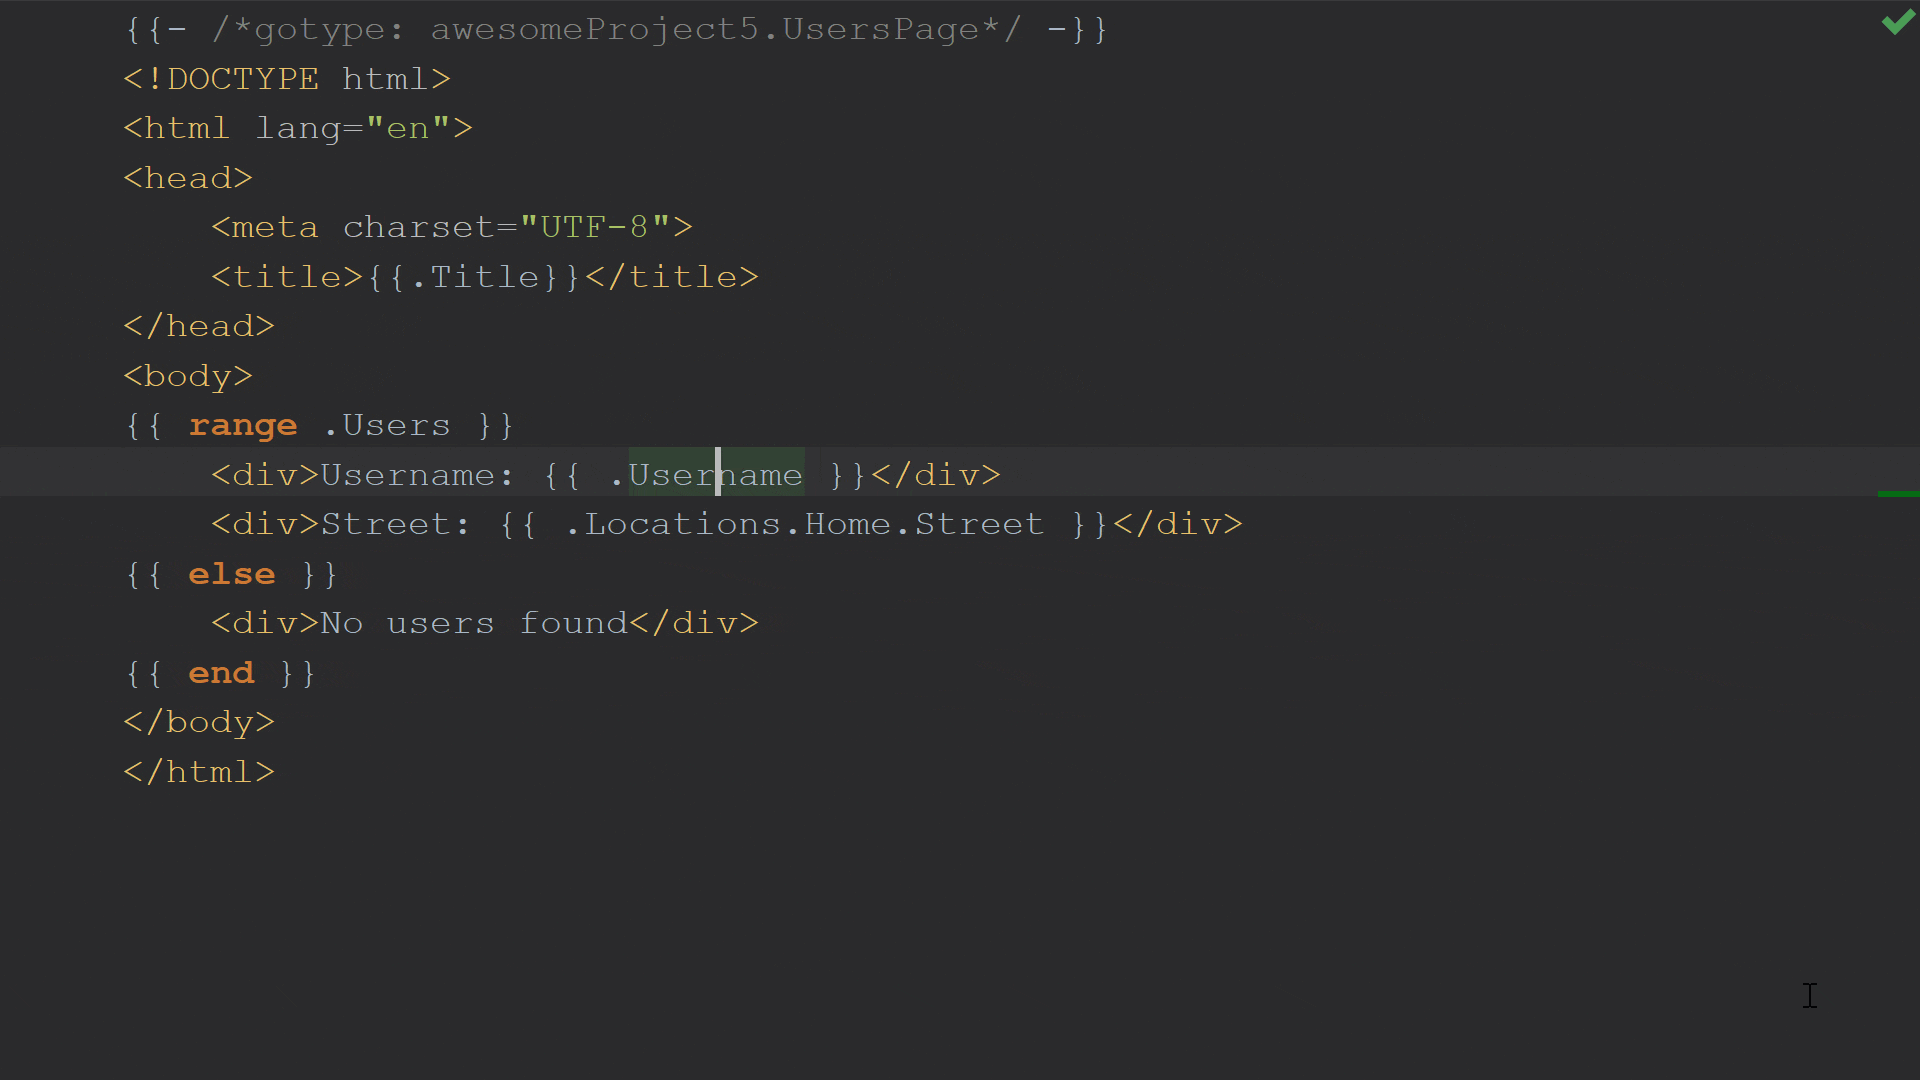 {{- /*gotype: awesomeProject5.UsersPage*/ -}}
<!DOCTYPE html>
<html lang="en">
<head>
    <meta charset="UTF-8">
    <title>{{.Title}}</title>
</head>
<body>
{{ range .Users }}
    <div>Username: {{ .Username }}</div>
    <div>Street: {{ .Locations.Home.Street }}</div>
{{ else }}
    <div>No users found</div>
{{ end }}
</body>
</html>